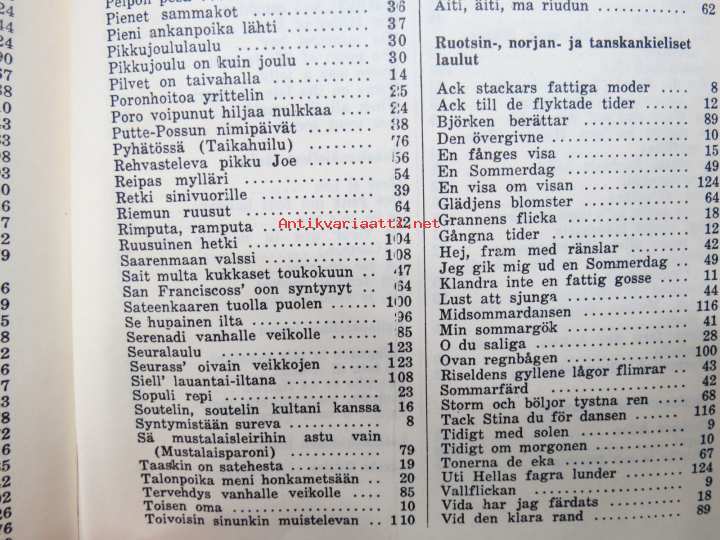 Pienet sammakot 36
Pieni ankanpoika lähti 37
Pikkujoululaulu 30
Pikkujoulu on kuin joulu 30
Pilvet on taivahalla 14
Poronhoitoa yrittelin 25
Poro voipunut hiljaa nulkkaa 24
Putte-Possun nimipäivät 38
Pyhätössä (Taikahuilu) 76
Rehvasteleva pikku Joe 56
Reipas mylläri 54
Retki sinivuorille 39
Riemun ruusut 64
Rimputa, ramputa
Ruusuinen hetki 104
Saarenmaan valssi 108
Sait multa kukkaset toukokuun 47
San Franciscoss' oon syntynyt 64
Sateenkaaren tuolla puolen 100
Se hupainen ilta 96
Serenadi vanhalle veikolle 85
Seuralaulu 123
Seurass' oivain veikkojen 123
Siell' lauantai-iltana 108
Sopuli repi 23
Soutelin, soutelin kultani kanssa 16
Syntymistään sureva 8
Sä mustalaisleirihin astu vain
(Mustalaisparoni) 79
Taaskin on satehesta 19
Talonpoika meni honkametsään 20
Tervehdys vanhalle veikolle 85
Toisen oma 10
Toivoisin sinunkin muistelevan 110
Äiti, äiti, ma riudun 62
Ruotsin-, norjan- ja tanskankieliset
laulut
Ack stackars fattiga moder 8
Ack till de flyktade tider 12
Björken berättar 89
Den övergivne 10
En fånges visa 15
En Sommerdag 49
En visa om visan 124
Glädjens blomster 64
Grannens flicka 18
Gångna tider 12
Hej, fram med ränslar 42
Jeg gik mig ud en Sommerdag 49
Klandra inte en fattig gosse 11
Lust att sjunga 44
Midsommardansen 116
Min sommargök 41
O du saliga 28
Ovan regnbågen 100
Riseldens gyllene lågor flimrar 43
Sommarfärd 42
Storm och böljor tystna ren 68
Tack Stina du för dansen 116
Tidigt med solen 9
Tidigt om morgonen 10
Tonerna de eka 67
Uti Hellas fagra lunder 124
Vallflickan 9
Vida har jag färdats 18
Vid den klara rand 89
Antikvariaatti.net